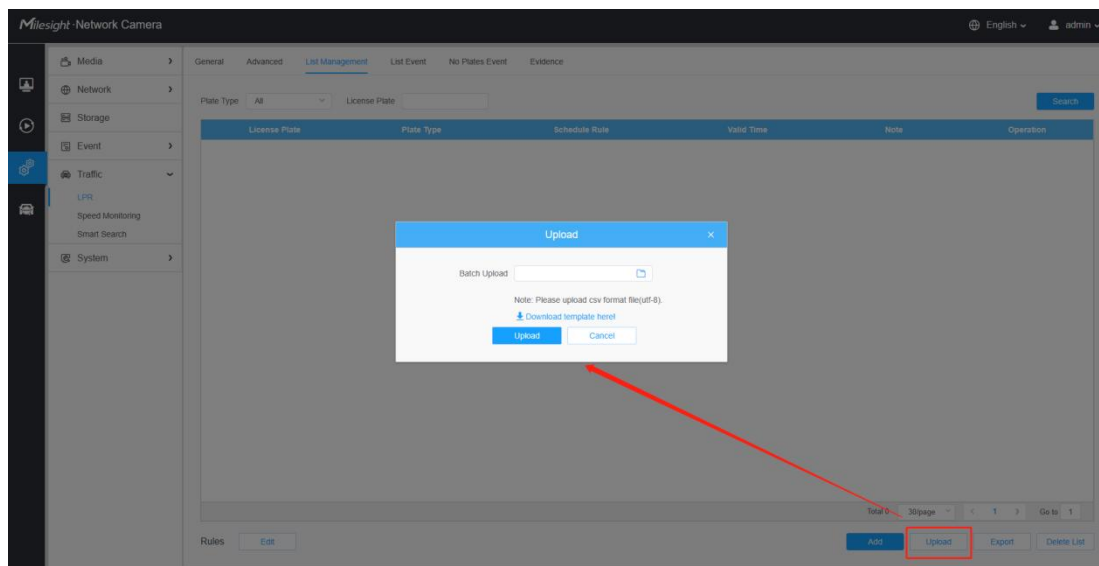 Milesight - Network Camera English admin
Media General Advanced List Management List Event No Plates Event Evidence
Network
Plate Type All License Plate Search
Storage
License Plate Plate Type Schedule Rule Valid Time Note Operation
Event
Traffic
LPR
Speed Monitoring
Smart Search
System
Upload
Batch Upload
Note: Please upload csv format file(utf-8).
Download template here!
Upload Cancel
Total 0 30/page 1 Go to 1
Rules Edit Add Upload Export Delete List